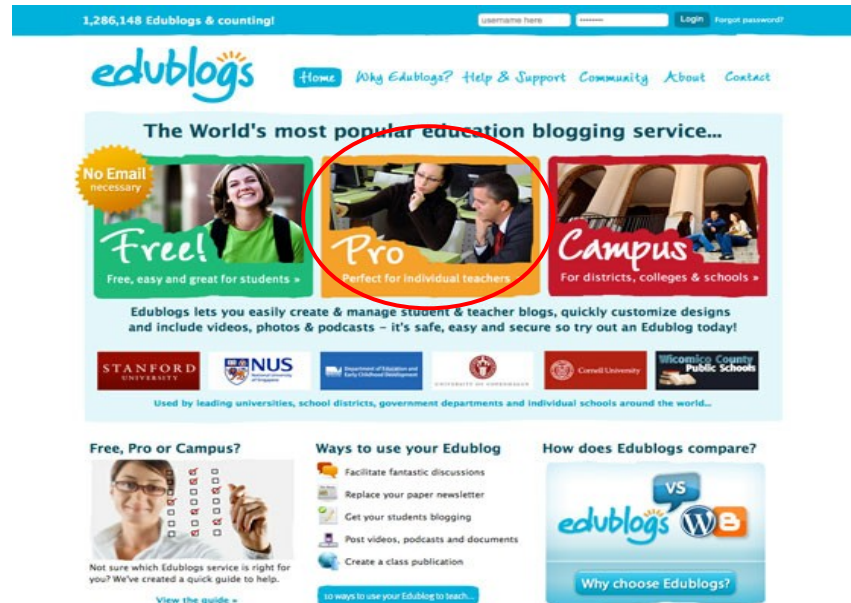 1,286,148 Edublogs & counting!
username here
••••••••
Login
Forgot password?
edublogs
Home
Why Edublogs?
Help & Support
Community
About
Contact
The World's most popular education blogging service...
No Email
necessary
Free!
Free, easy and great for students »
Pro
Perfect for individual teachers
Campus
For districts, colleges & schools »
Edublogs lets you easily create & manage student & teacher blogs, quickly customize designs
and include videos, photos & podcasts – it's safe, easy and secure so try out an Edublog today!
STANFORD
UNIVERSITY
NUS
National University
of Singapore
Department of Education and
Early Childhood Development
UNIVERSITY OF COPENHAGEN
Cornell University
Wicomico County
Public Schools
Used by leading universities, school districts, government departments and individual schools around the world...
Free, Pro or Campus?
Not sure which Edublogs service is right for
you? We've created a quick guide to help.
View the guide »
Ways to use your Edublog
Facilitate fantastic discussions
Replace your paper newsletter
Get your students blogging
Post videos, podcasts and documents
Create a class publication
10 ways to use your Edublog to teach...
How does Edublogs compare?
VS
edublogs
Why choose Edublogs?